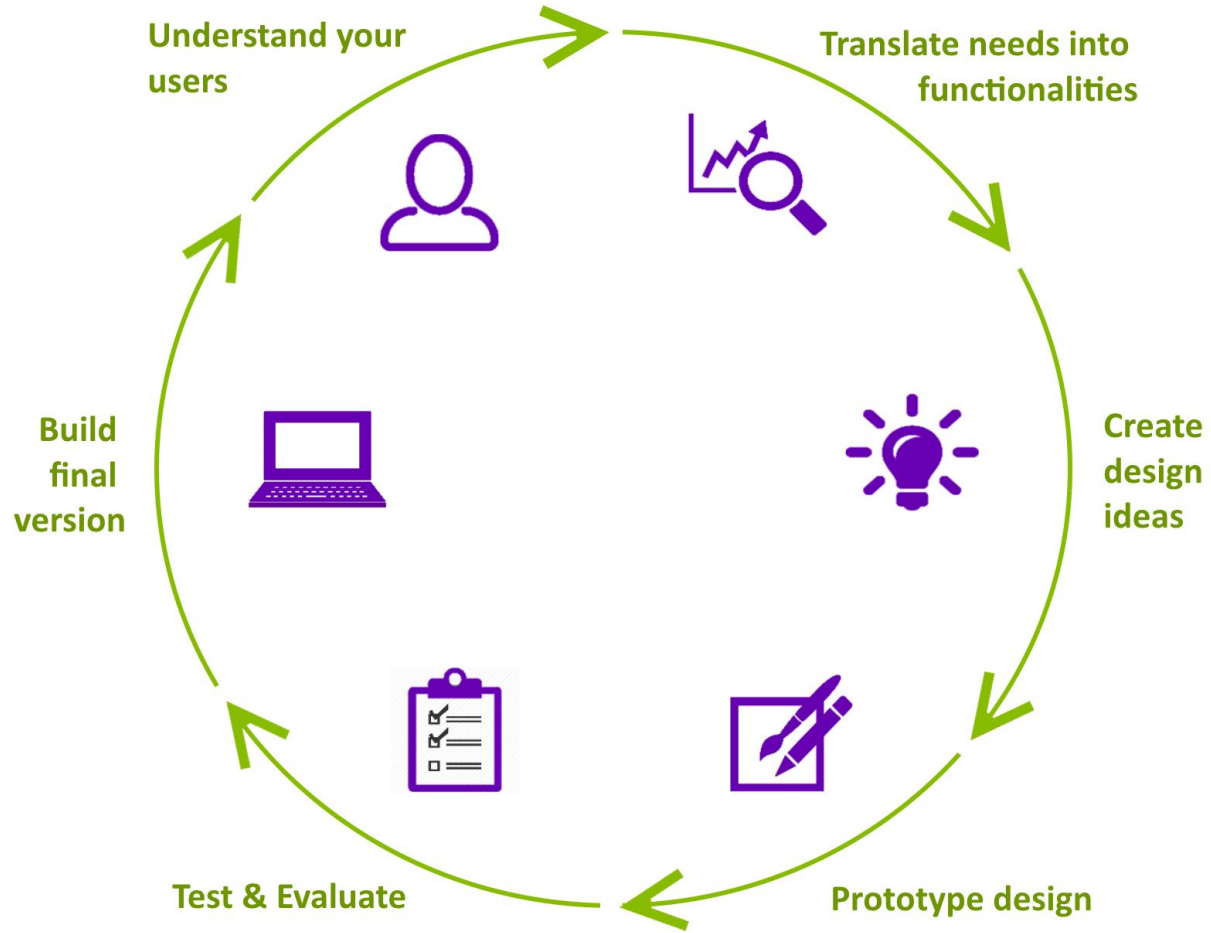 Understand your
users
Translate needs into
functionalities
Create
design
ideas
Prototype design
Test & Evaluate
Build
final
version